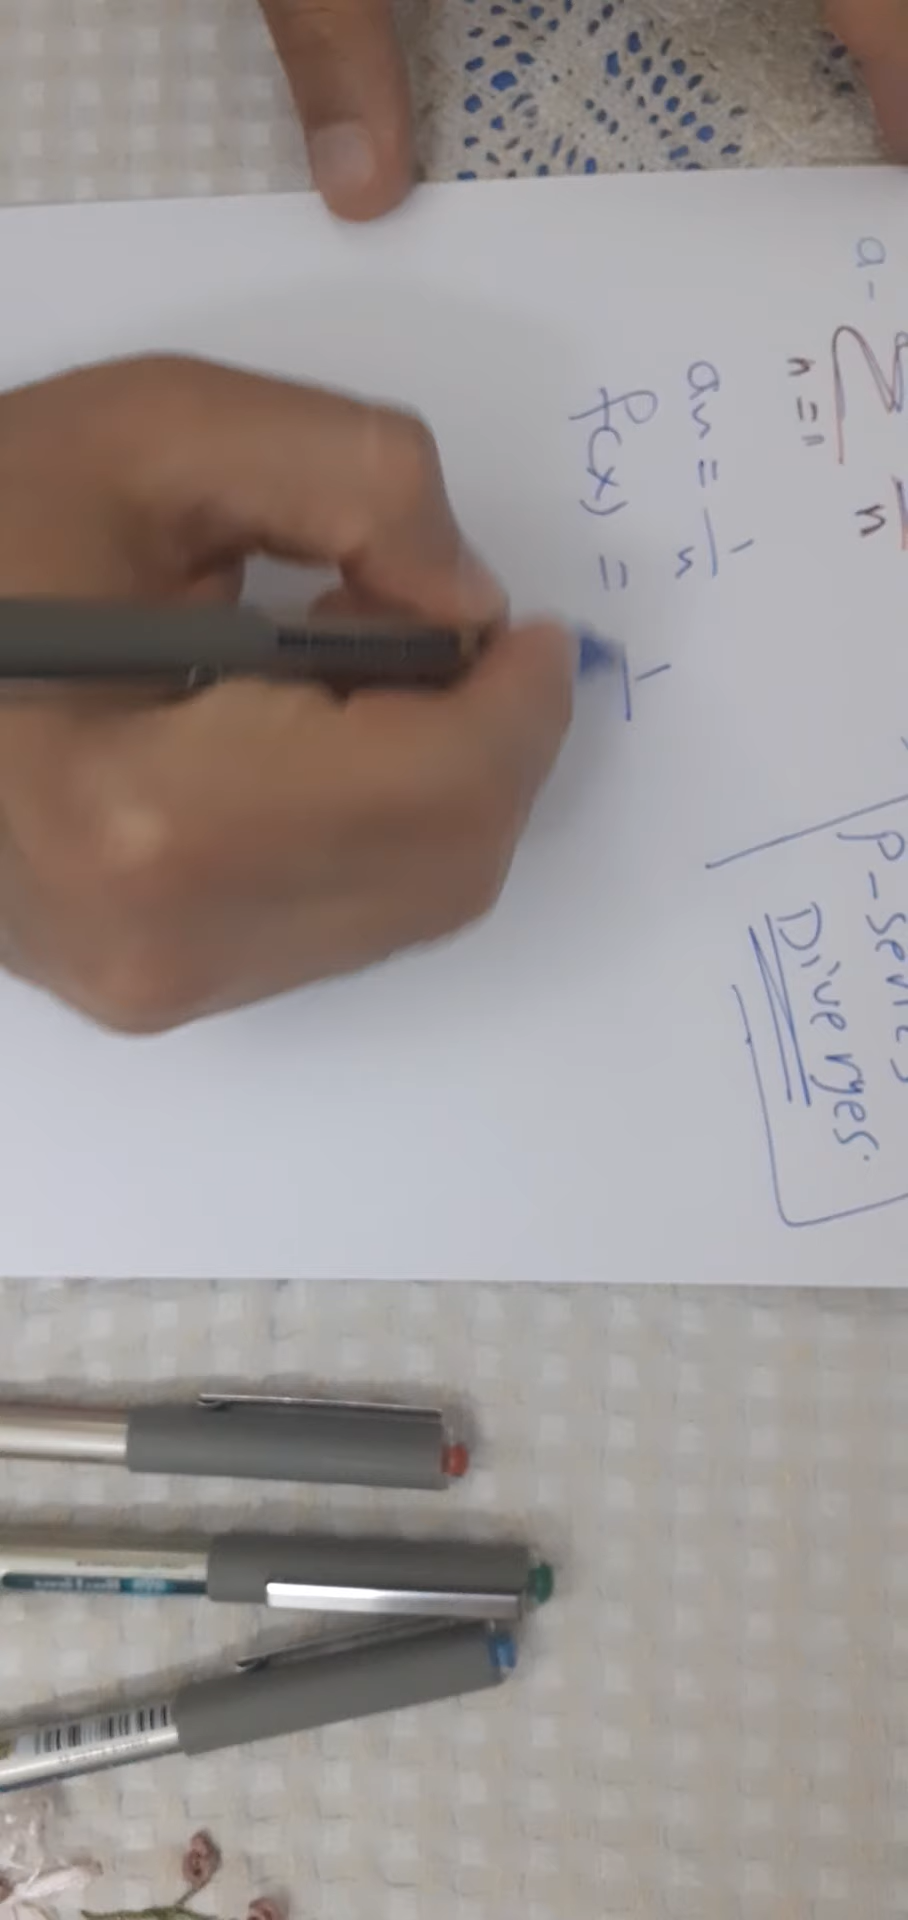 a - ∑ n
n=1
P-series
Diverges.
an = 1/n
f(x) = 1